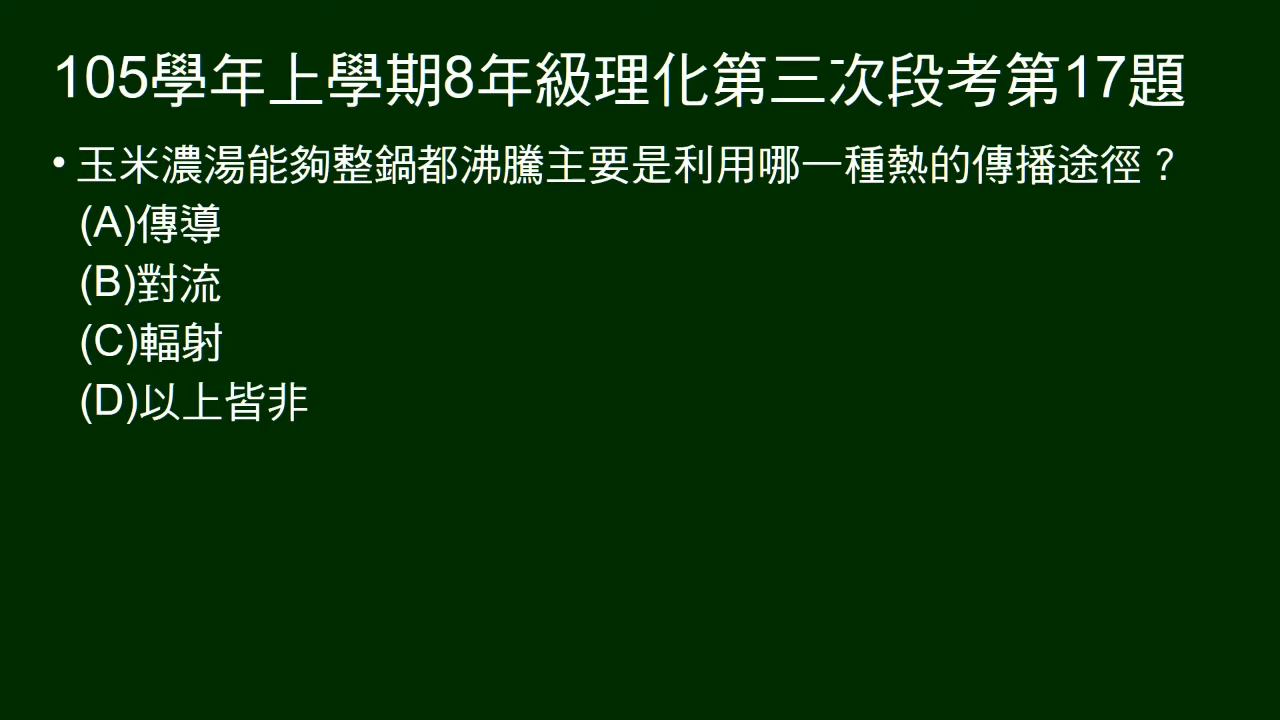 105學年上學期8年級理化第三次段考第17題
• 玉米濃湯能夠整鍋都沸騰主要是利用哪一種熱的傳播途徑？
(A)傳導
(B)對流
(C)輻射
(D)以上皆非